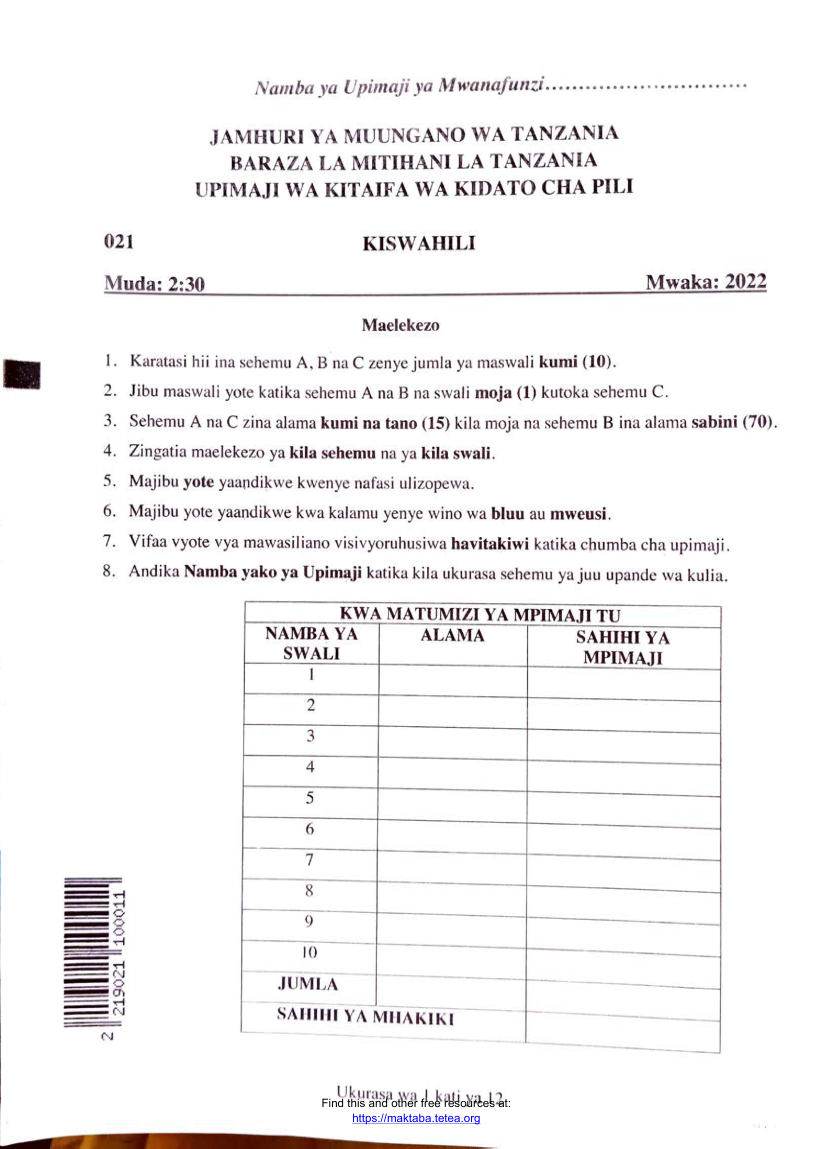 Namba ya Upimaji ya Mwanafunzi..............................
JAMHURI YA MUUNGANO WA TANZANIA
BARAZA LA MITIHANI LA TANZANIA
UPIMAJI WA KITAIFA WA KIDATO CHA PILI
021 KISWAHILI
Muda: 2:30 Mwaka: 2022
Maelekezo
1. Karatasi hii ina sehemu A, B na C zenye jumla ya maswali kumi (10).
2. Jibu maswali yote katika sehemu A na B na swali moja (1) kutoka sehemu C.
3. Sehemu A na C zina alama kumi na tano (15) kila moja na sehemu B ina alama sabini (70).
4. Zingatia maelekezo ya kila sehemu na ya kila swali.
5. Majibu yote yaandikwe kwenye nafasi ulizopewa.
6. Majibu yote yaandikwe kwa kalamu yenye wino wa bluu au mweusi.
7. Vifaa vyote vya mawasiliano visivyoruhusiwa havitakiwi katika chumba cha upimaji.
8. Andika Namba yako ya Upimaji katika kila ukurasa sehemu ya juu upande wa kulia.
KWA MATUMIZI YA MPIMAJI TU
NAMBA YA SWALI ALAMA SAHIHI YA MPIMAJI
1
2
3
4
5
6
7
8
9
10
JUMLA
SAHIHI YA MHAKIKI
2 219021 100011
Ukurasa wa 1 kati ya 12
Find this and other free resources at:
https://maktaba.tetea.org